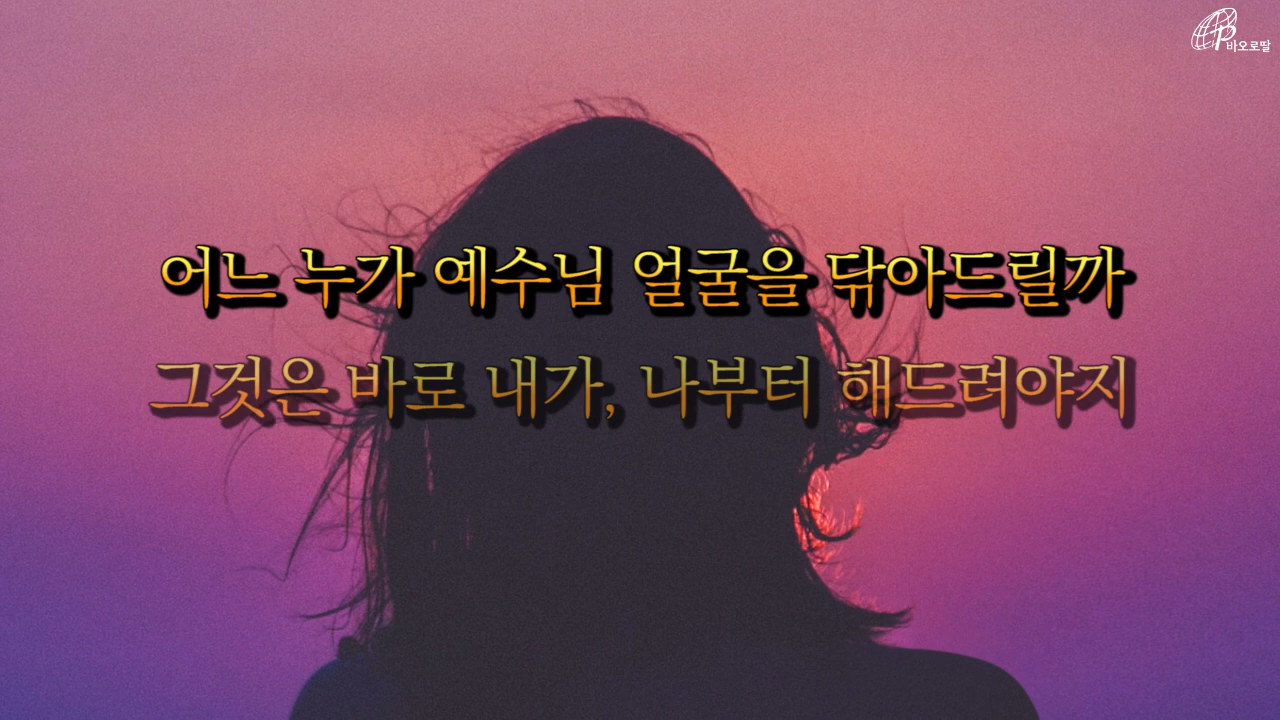 바오로딸
어느 누가 예수님 얼굴을 닦아드릴까
그것은 바로 내가, 나부터 해드려야지